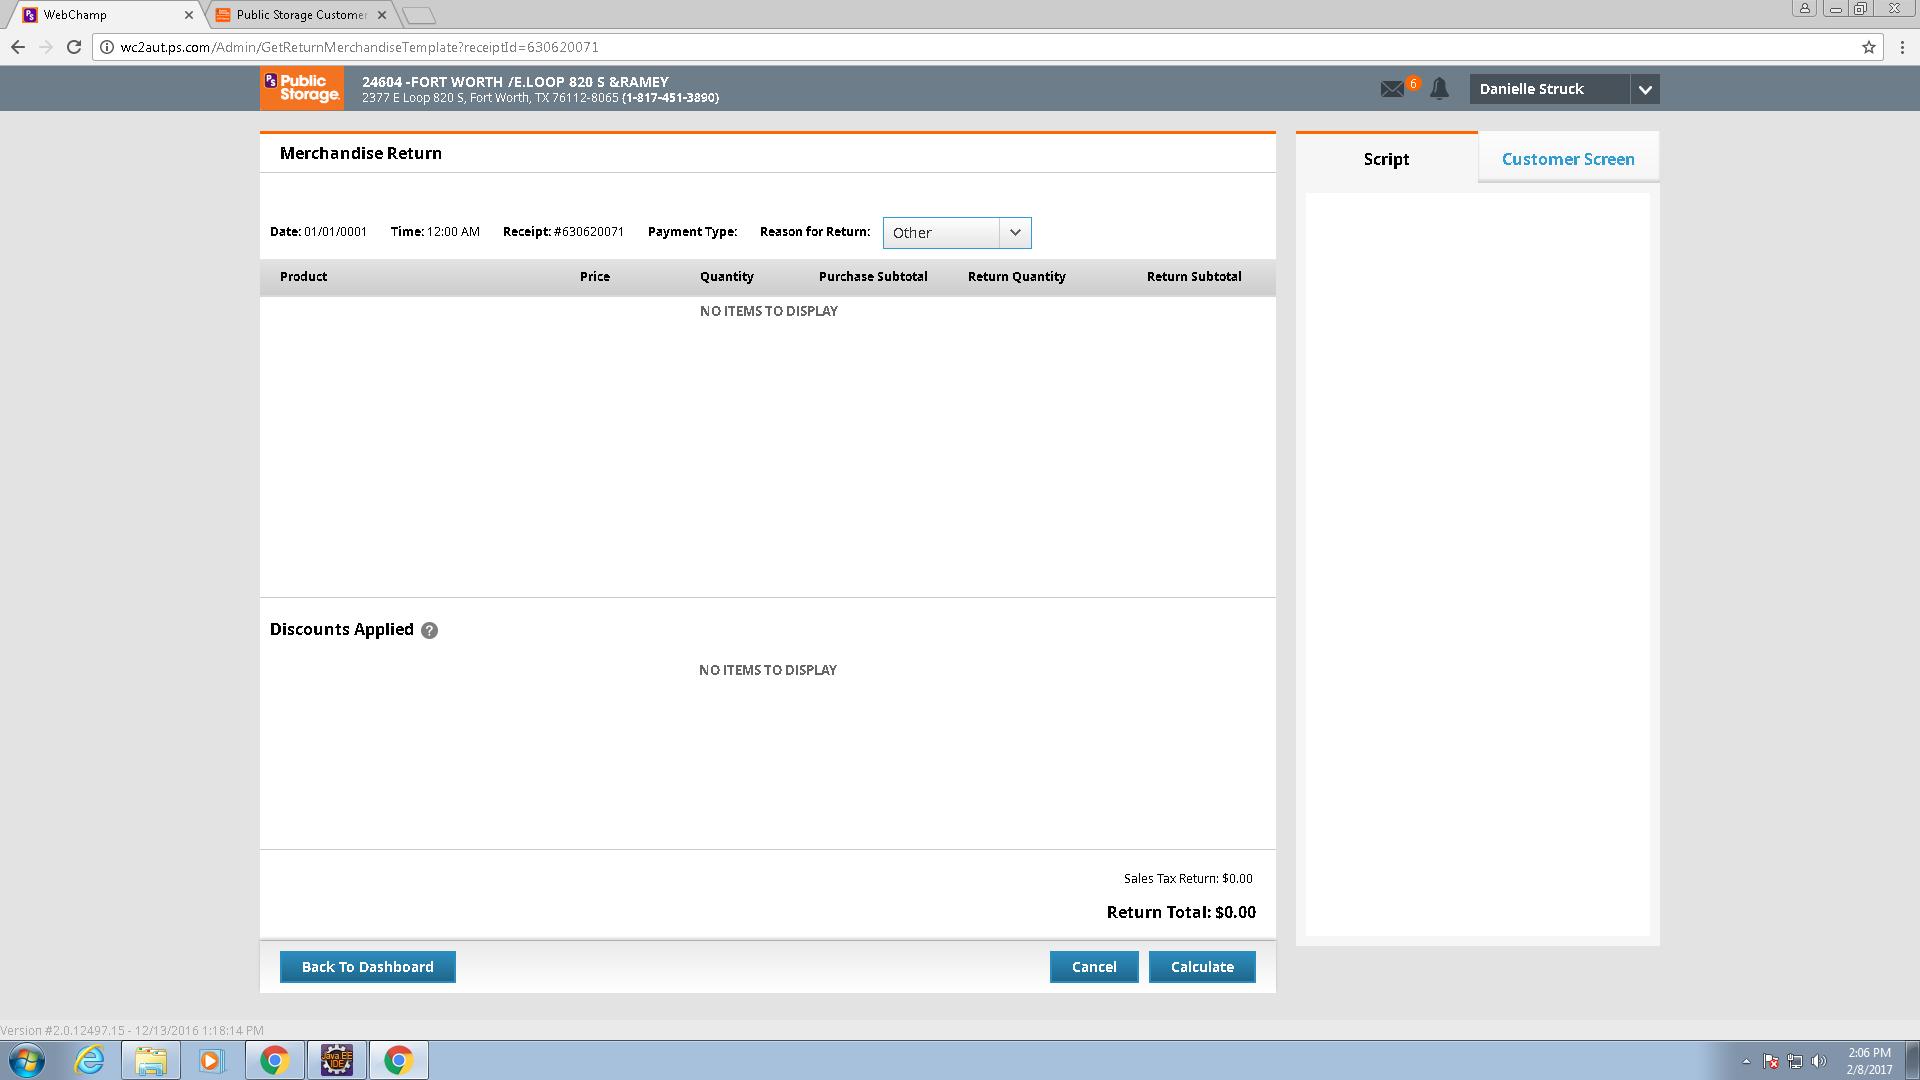 WebChamp
Public Storage Customer
wc2aut.ps.com/Admin/GetReturnMerchandiseTemplate?receiptId=630620071
PS Public Storage.
24604 -FORT WORTH /E.LOOP 820 S &RAMEY
2377 E Loop 820 S, Fort Worth, TX 76112-8065 (1-817-451-3890)
6
Danielle Struck
Merchandise Return
Script
Customer Screen
Date: 01/01/0001 Time: 12:00 AM Receipt: #630620071 Payment Type: Reason for Return: Other
Product Price Quantity Purchase Subtotal Return Quantity Return Subtotal
NO ITEMS TO DISPLAY
Discounts Applied ?
NO ITEMS TO DISPLAY
Sales Tax Return: $0.00
Return Total: $0.00
Back To Dashboard
Cancel
Calculate
Version #2.0.12497.15 - 12/13/2016 1:18:14 PM
Java EE
IDE
2:06 PM
2/8/2017